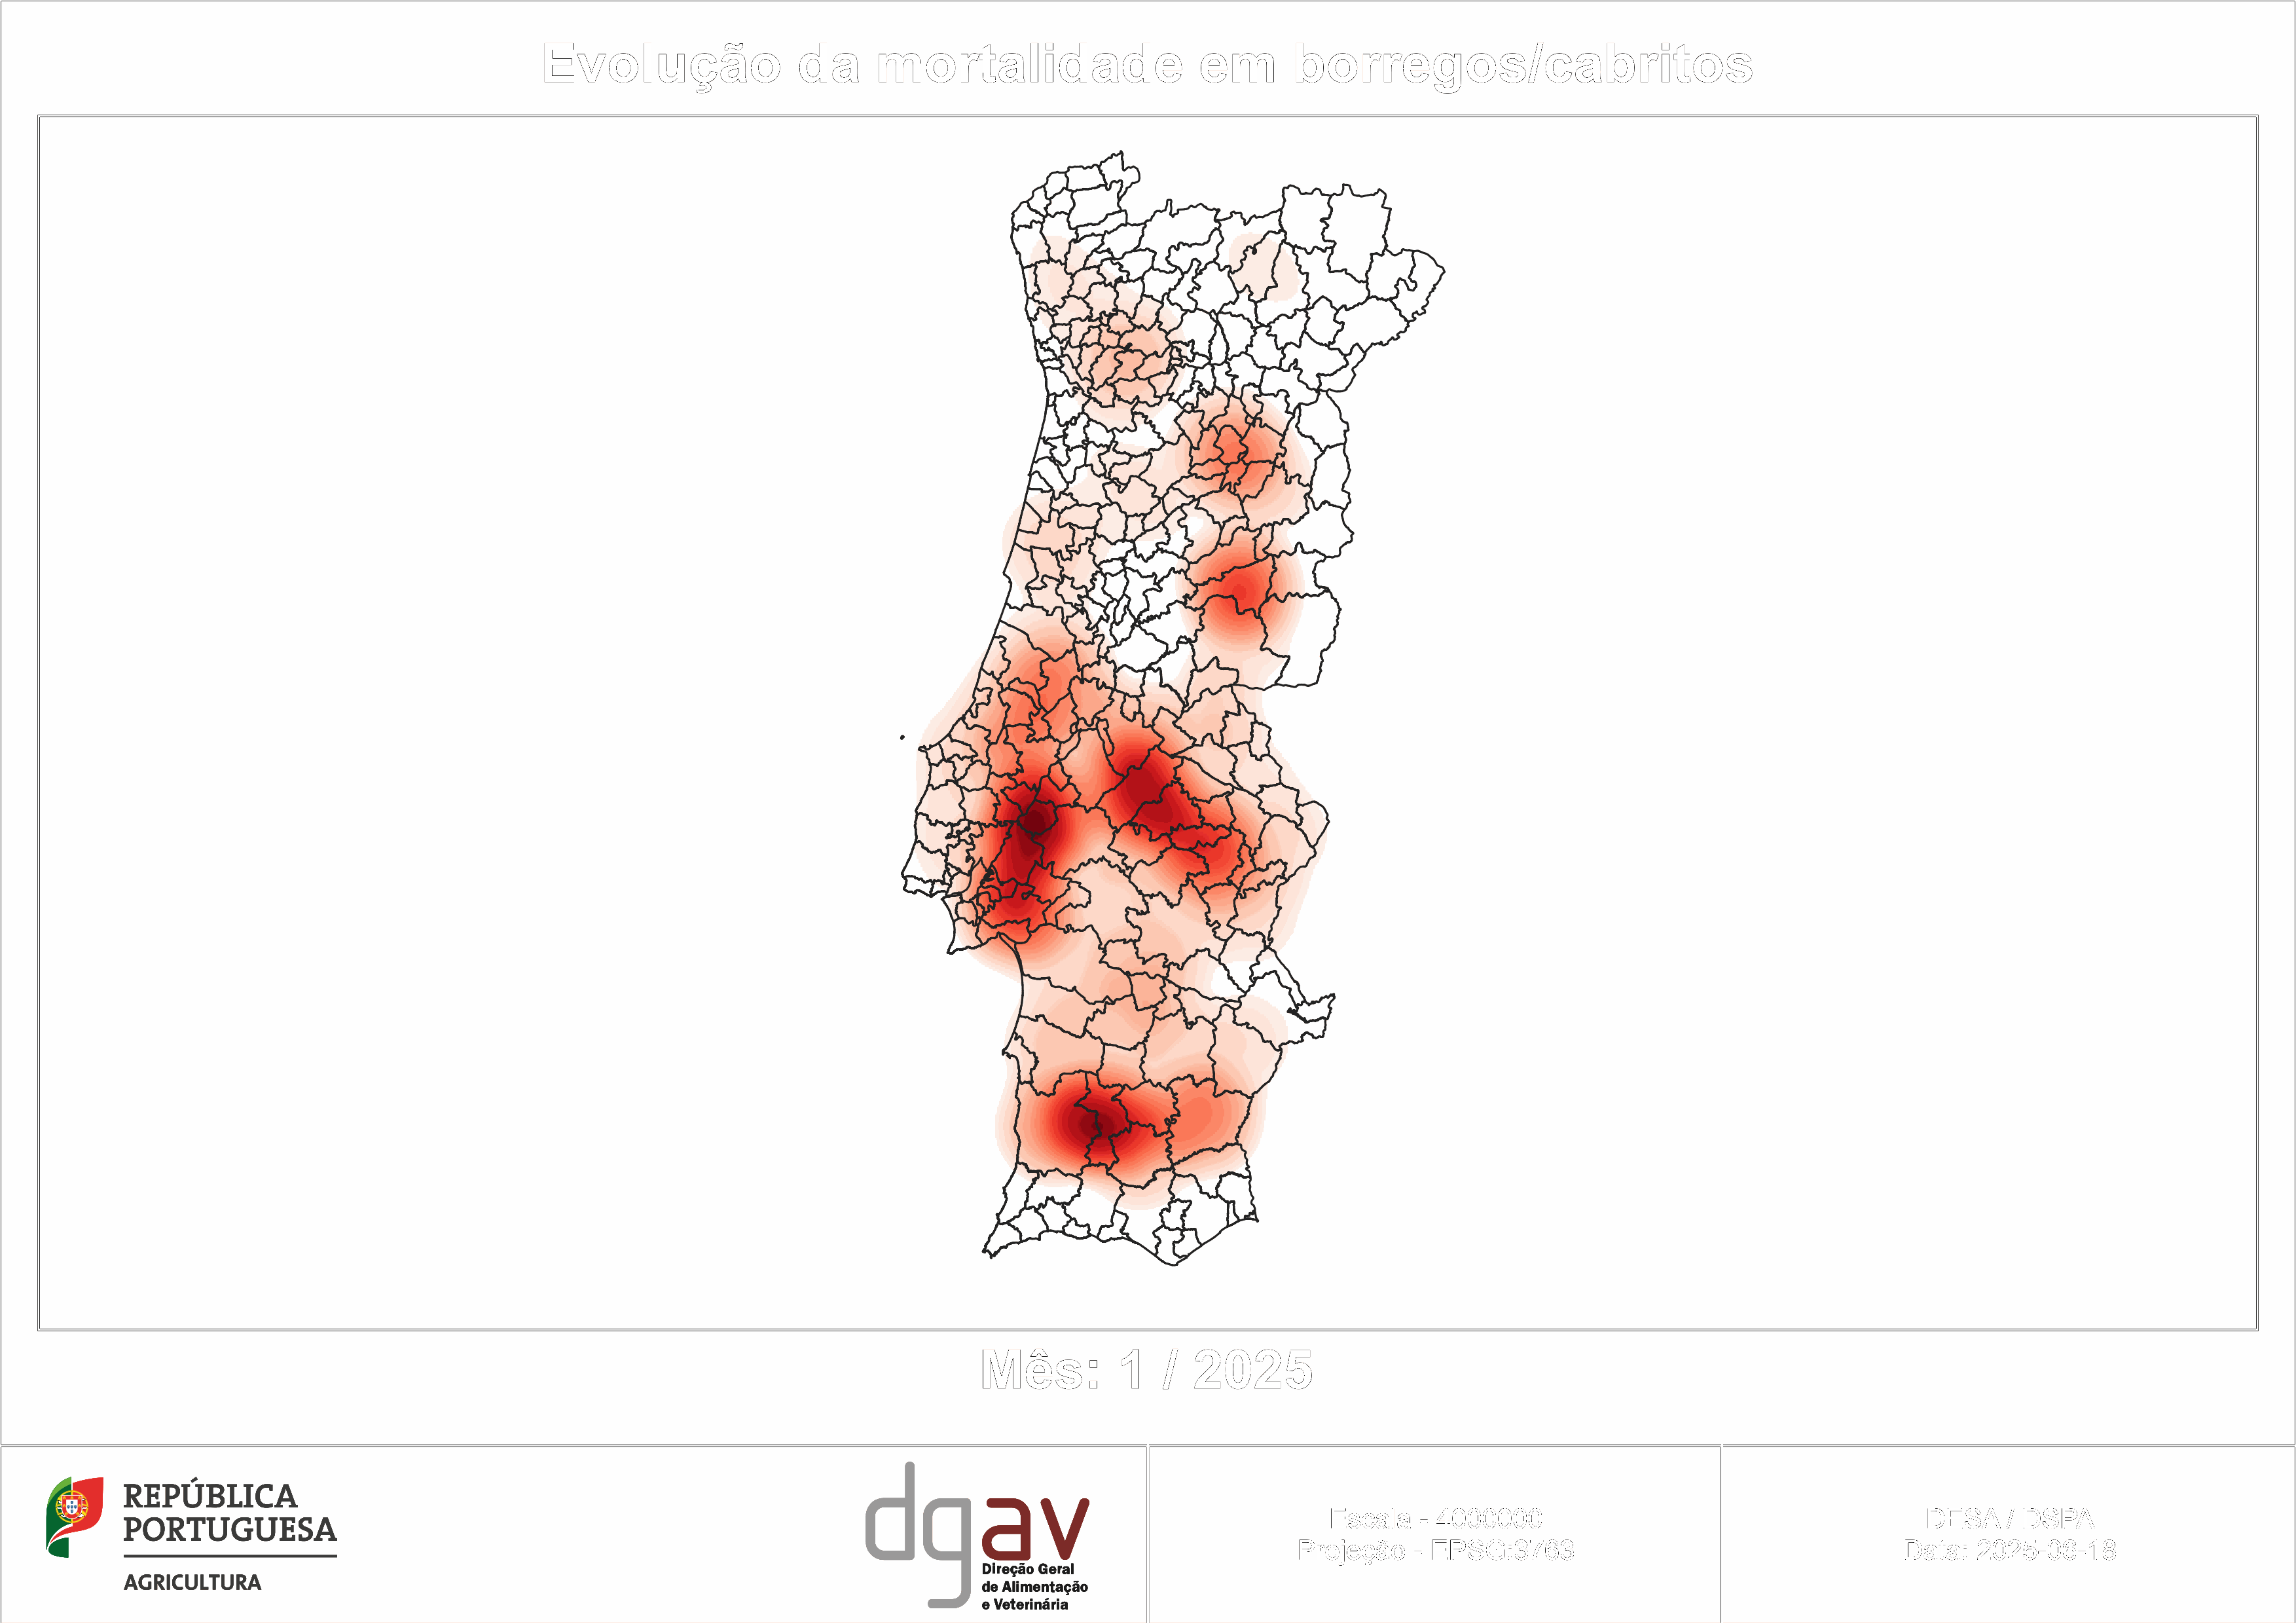 Evolução da mortalidade em borregos/cabritos
Mês: 1 / 2025
REPÚBLICA
PORTUGUESA
AGRICULTURA
dgav
Direção Geral
de Alimentação
e Veterinária
Escala - 4000000
Projeção - EPSG:3763
DESA / DSPA
Data: 2025-08-18